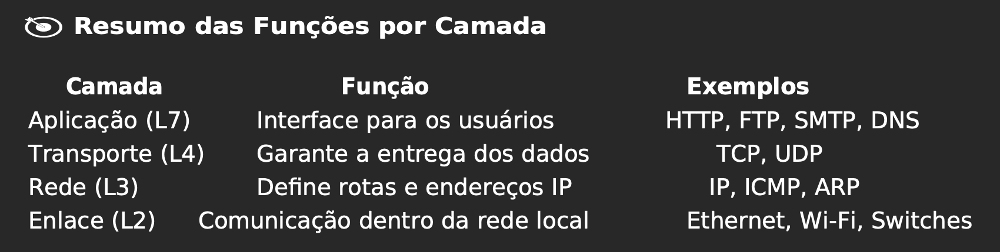 Resumo das Funções por Camada
Camada Função Exemplos
Aplicação (L7) Interface para os usuários HTTP, FTP, SMTP, DNS
Transporte (L4) Garante a entrega dos dados TCP, UDP
Rede (L3) Define rotas e endereços IP IP, ICMP, ARP
Enlace (L2) Comunicação dentro da rede local Ethernet, Wi-Fi, Switches